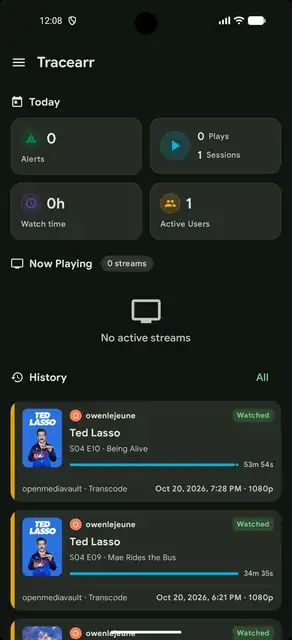 12:08
Tracearr
Today
0
Alerts
0 Plays
1 Sessions
0h
Watch time
1
Active Users
Now Playing
0 streams
No active streams
History
All
TED LASSO
owenlejeune
Watched
Ted Lasso
S04 E10 · Being Alive
53m 54s
openmediavault · Transcode
Oct 20, 2026, 7:28 PM · 1080p
TED LASSO
owenlejeune
Watched
Ted Lasso
S04 E09 · Mae Rides the Bus
34m 35s
openmediavault · Transcode
Oct 20, 2026, 6:21 PM · 1080p
owenlejeune
Watched